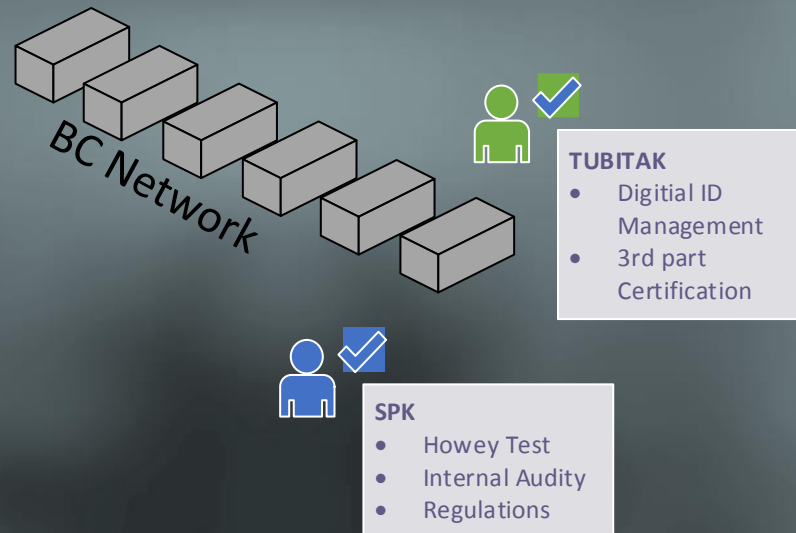 BC Network
TUBITAK
• Digitial ID
Management
• 3rd part
Certification
SPK
• Howey Test
• Internal Audity
• Regulations